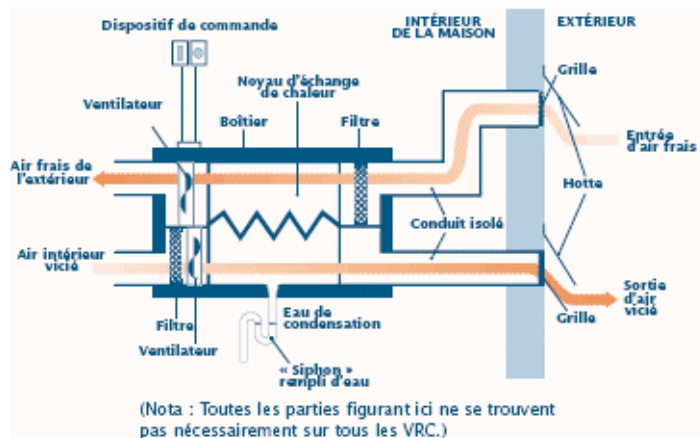 Dispositif de commande
INTÉRIEUR
DE LA MAISON
EXTÉRIEUR
Grille
Noyau d'échange
de chaleur
Ventilateur
Boîtier
Filtre
Entrée
d'air frais
Air frais de
l'extérieur
Hotte
Conduit isolé
Air intérieur
vicié
Sortie
d'air
vicié
Eau de
condensation
Filtre
Grille
Ventilateur
« Siphon »
rempli d'eau
(Nota : Toutes les parties figurant ici ne se trouvent
pas nécessairement sur tous les VRC.)